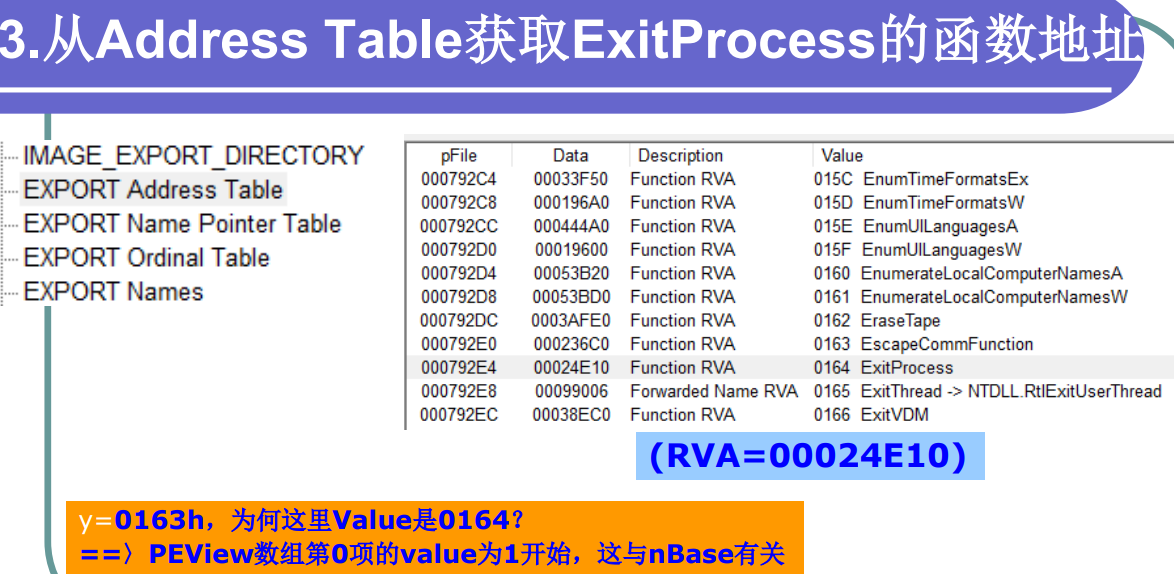 3.从Address Table获取ExitProcess的函数地址
IMAGE_EXPORT_DIRECTORY
EXPORT Address Table
EXPORT Name Pointer Table
EXPORT Ordinal Table
EXPORT Names
pFile Data Description Value
000792C4 00033F50 Function RVA 015C EnumTimeFormatsEx
000792C8 000196A0 Function RVA 015D EnumTimeFormatsW
000792CC 000444A0 Function RVA 015E EnumUILanguagesA
000792D0 00019600 Function RVA 015F EnumUILanguagesW
000792D4 00053B20 Function RVA 0160 EnumerateLocalComputerNamesA
000792D8 00053BD0 Function RVA 0161 EnumerateLocalComputerNamesW
000792DC 0003AFE0 Function RVA 0162 EraseTape
000792E0 000236C0 Function RVA 0163 EscapeCommFunction
000792E4 00024E10 Function RVA 0164 ExitProcess
000792E8 00099006 Forwarded Name RVA 0165 ExitThread -> NTDLL.RtlExitUserThread
000792EC 00038EC0 Function RVA 0166 ExitVDM
(RVA=00024E10)
y=0163h，为何这里Value是0164？
==〉PEView数组第0项的value为1开始，这与nBase有关